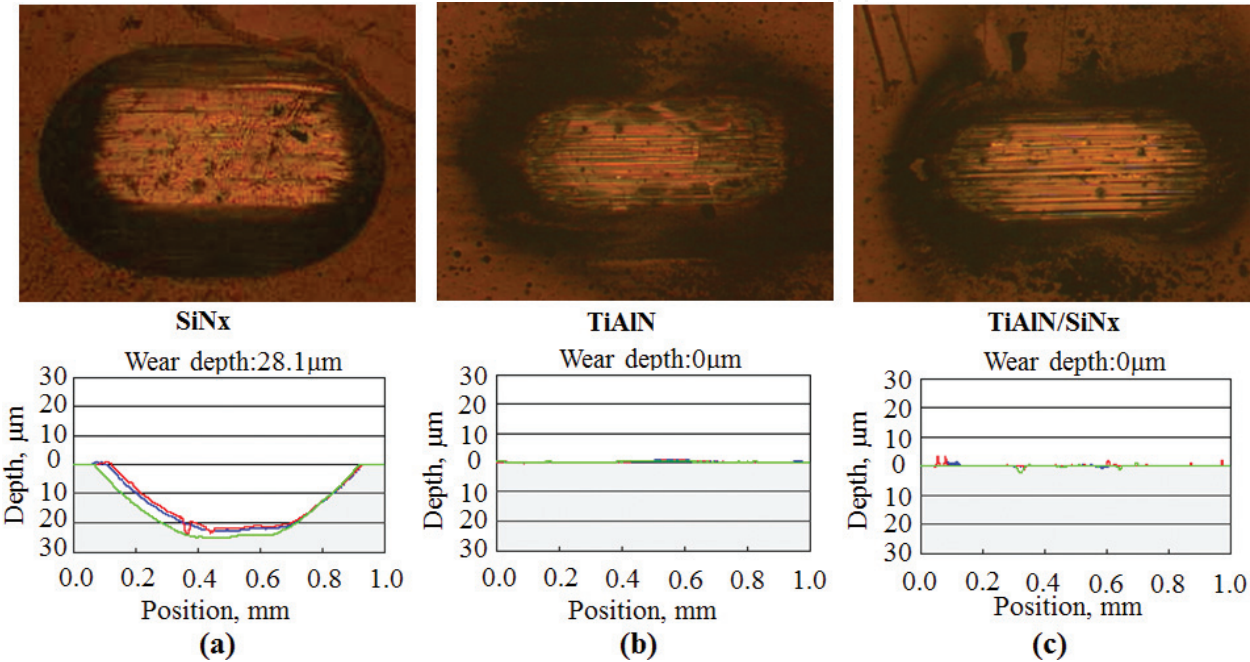 SiNx
Wear depth:28.1µm
30
20
10
0
10
20
30
Depth, µm
0.0 0.2 0.4 0.6 0.8 1.0
Position, mm
(a)
TiAlN
Wear depth:0µm
30
20
10
0
10
20
30
Depth, µm
0.0 0.2 0.4 0.6 0.8 1.0
Position, mm
(b)
TiAlN/SiNx
Wear depth:0µm
30
20
10
0
10
20
30
Depth, µm
0.0 0.2 0.4 0.6 0.8 1.0
Position, mm
(c)